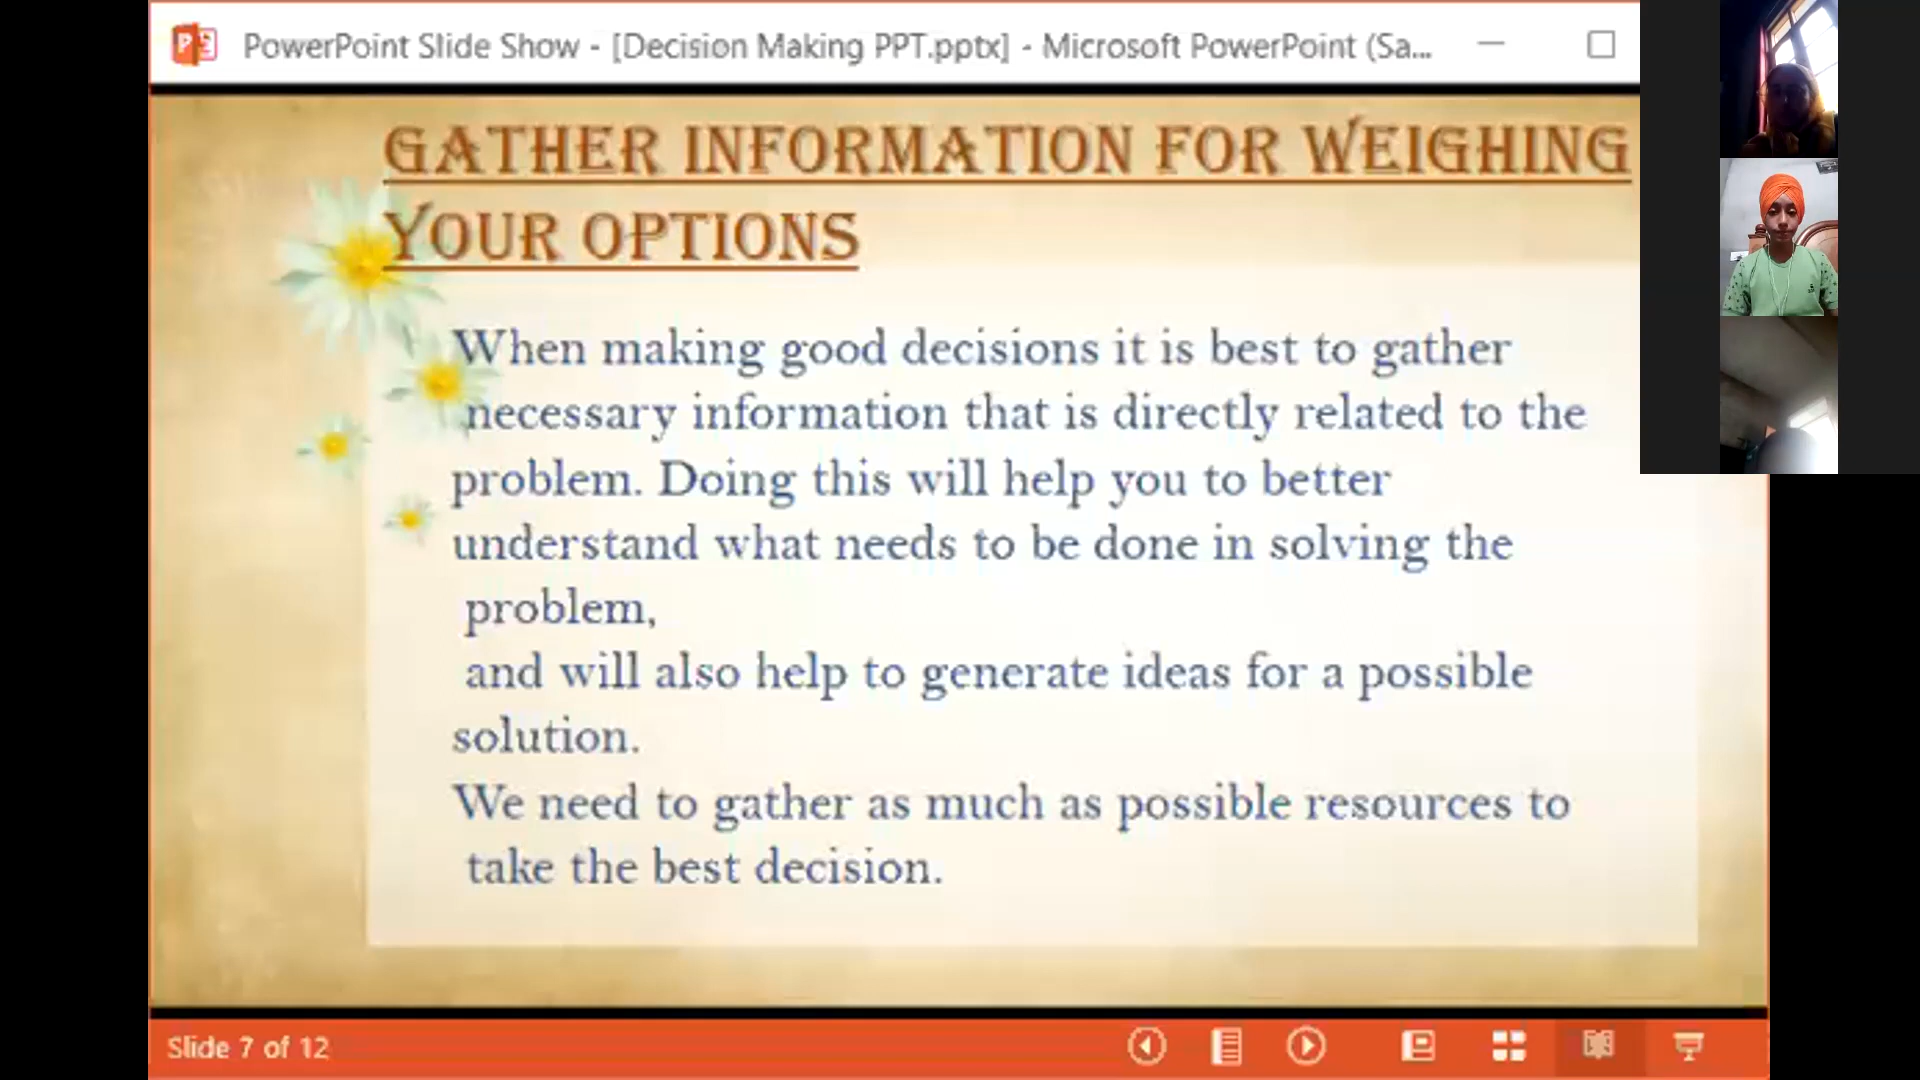 PowerPoint Slide Show - [Decision Making PPT.pptx] - Microsoft PowerPoint (Sa...
GATHER INFORMATION FOR WEIGHING
YOUR OPTIONS
When making good decisions it is best to gather
necessary information that is directly related to the
problem. Doing this will help you to better
understand what needs to be done in solving the
problem,
and will also help to generate ideas for a possible
solution.
We need to gather as much as possible resources to
take the best decision.
Slide 7 of 12